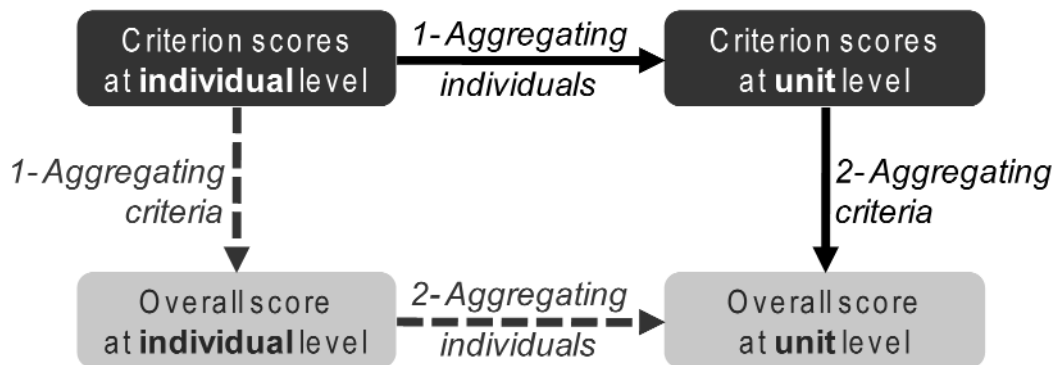 Criterion scores
at individual level
1- Aggregating
individuals
Criterion scores
at unit level
1- Aggregating
criteria
2- Aggregating
criteria
Overall score
at individual level
2- Aggregating
individuals
Overall score
at unit level